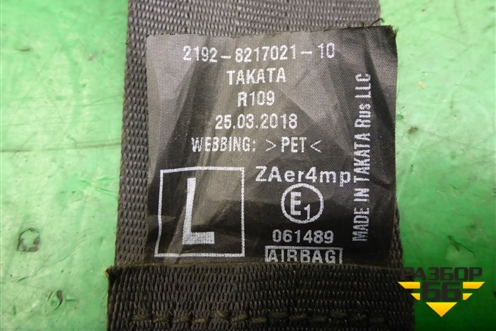 2192-8217021-10
TAKATA
R109
25.03.2018
WEBBING: >PET<
L
ZAer4mp
E1
061489
AIRBAG
MADE IN TAKATA Rus LLC
РАЗБОР
66